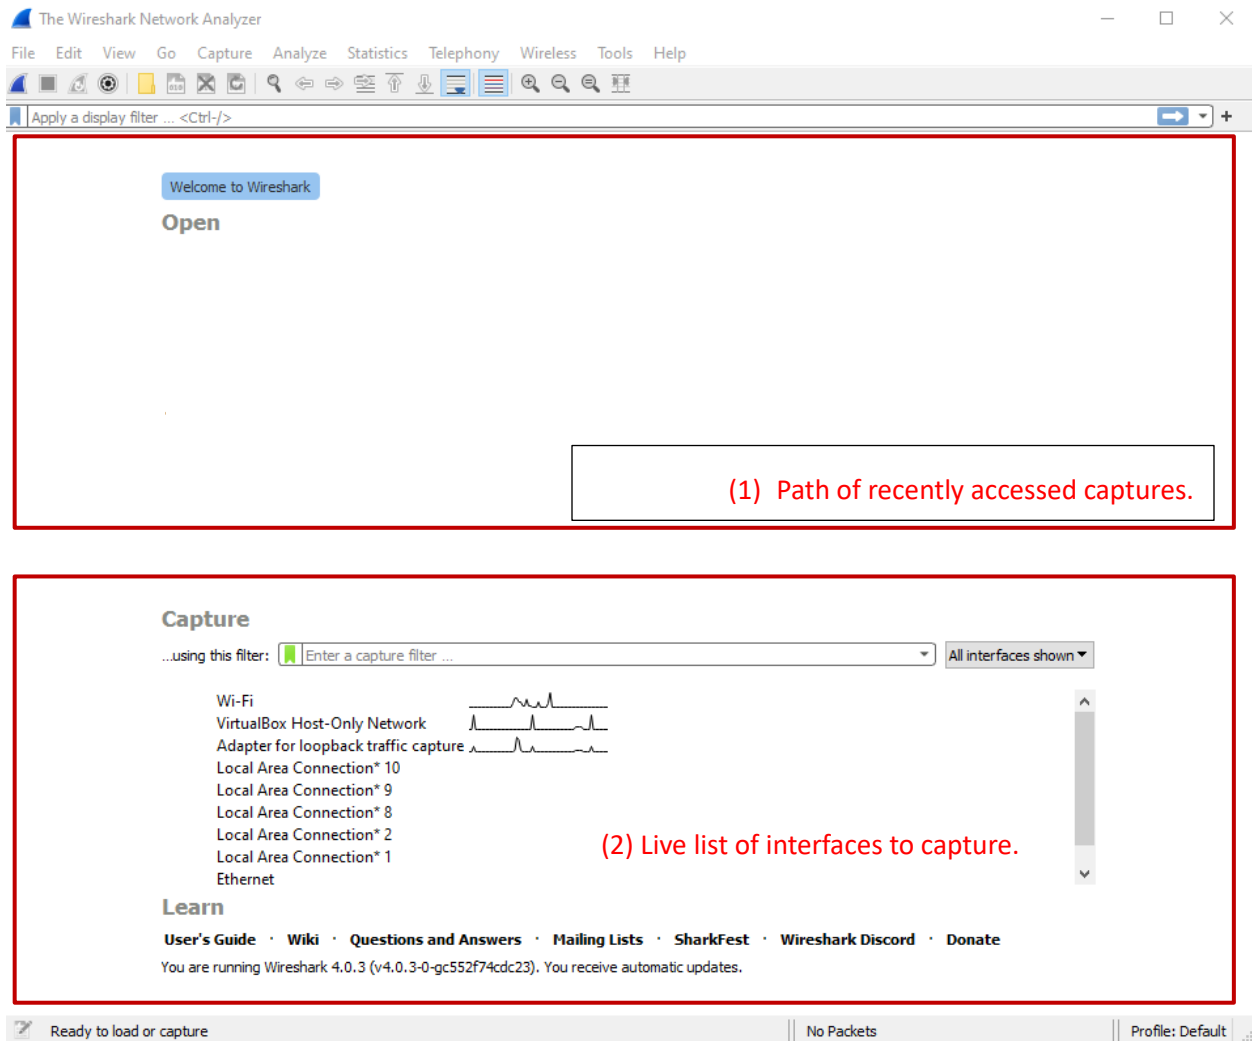 The Wireshark Network Analyzer
File Edit View Go Capture Analyze Statistics Telephony Wireless Tools Help
Apply a display filter ... <Ctrl-/>
Welcome to Wireshark
Open
(1) Path of recently accessed captures.
Capture
...using this filter: Enter a capture filter ... All interfaces shown
Wi-Fi
VirtualBox Host-Only Network
Adapter for loopback traffic capture
Local Area Connection* 10
Local Area Connection* 9
Local Area Connection* 8
Local Area Connection* 2
Local Area Connection* 1
Ethernet
(2) Live list of interfaces to capture.
Learn
User's Guide · Wiki · Questions and Answers · Mailing Lists · SharkFest · Wireshark Discord · Donate
You are running Wireshark 4.0.3 (v4.0.3-0-gc552f74cdc23). You receive automatic updates.
Ready to load or capture No Packets Profile: Default